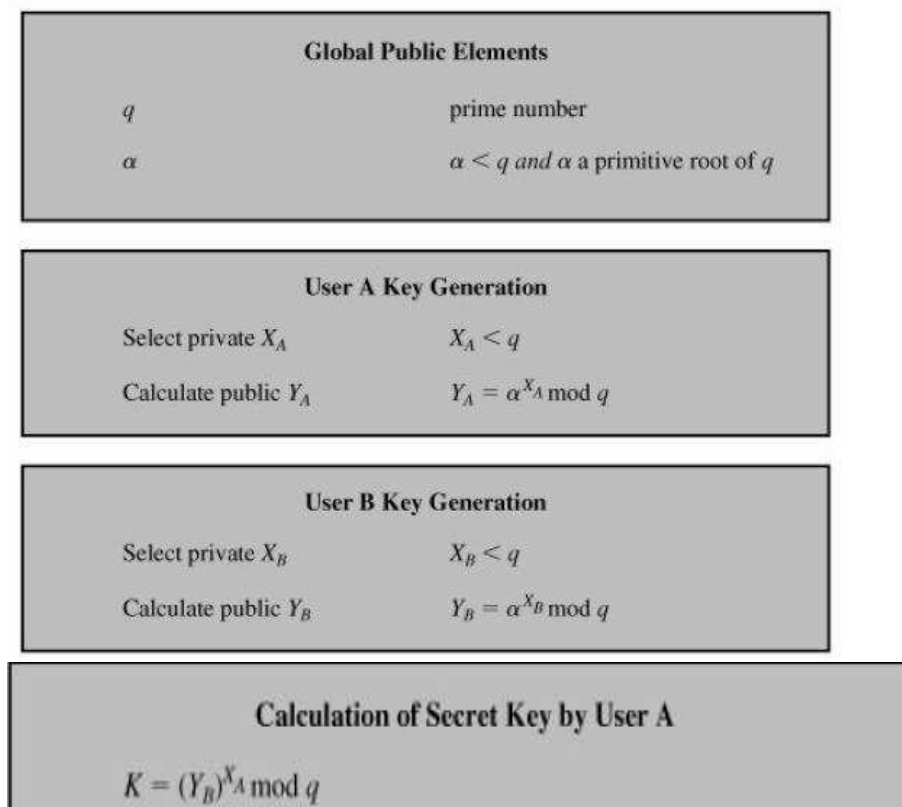 Global Public Elements
q prime number
α α < q and α a primitive root of q
User A Key Generation
Select private X_A X_A < q
Calculate public Y_A Y_A = α^{X_A} mod q
User B Key Generation
Select private X_B X_B < q
Calculate public Y_B Y_B = α^{X_B} mod q
Calculation of Secret Key by User A
K = (Y_B)^{X_A} mod q